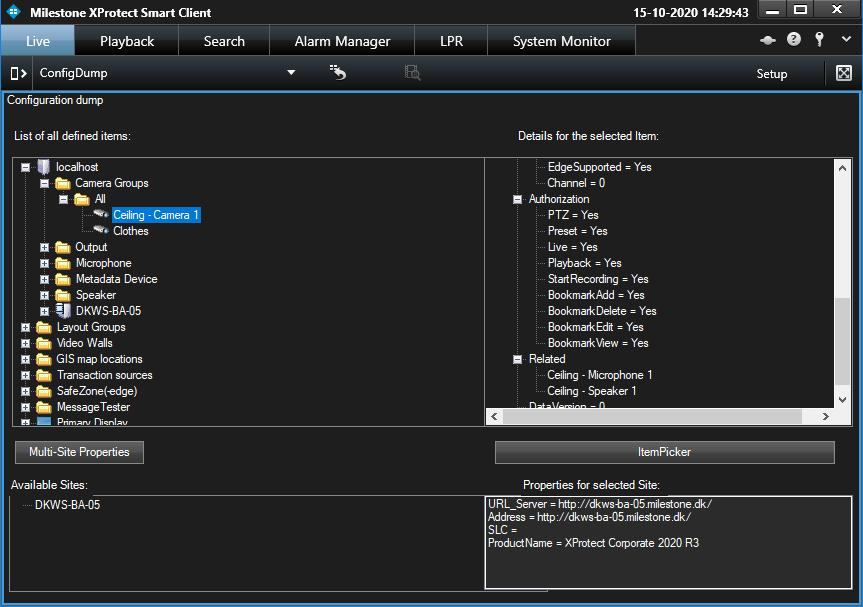 Milestone XProtect Smart Client
15-10-2020 14:29:43
Live
Playback
Search
Alarm Manager
LPR
System Monitor
ConfigDump
Setup
Configuration dump
List of all defined items:
Details for the selected Item:
localhost
Camera Groups
All
Ceiling - Camera 1
Clothes
Output
Microphone
Metadata Device
Speaker
DKWS-BA-05
Layout Groups
Video Walls
GIS map locations
Transaction sources
SafeZone(-edge)
MessageTester
Primary Display
EdgeSupported = Yes
Channel = 0
Authorization
PTZ = Yes
Preset = Yes
Live = Yes
Playback = Yes
StartRecording = Yes
BookmarkAdd = Yes
BookmarkDelete = Yes
BookmarkEdit = Yes
BookmarkView = Yes
Related
Ceiling - Microphone 1
Ceiling - Speaker 1
DataVersion = 0
Multi-Site Properties
ItemPicker
Available Sites:
Properties for selected Site:
DKWS-BA-05
URL_Server = http://dkws-ba-05.milestone.dk/
Address = http://dkws-ba-05.milestone.dk/
SLC =
ProductName = XProtect Corporate 2020 R3